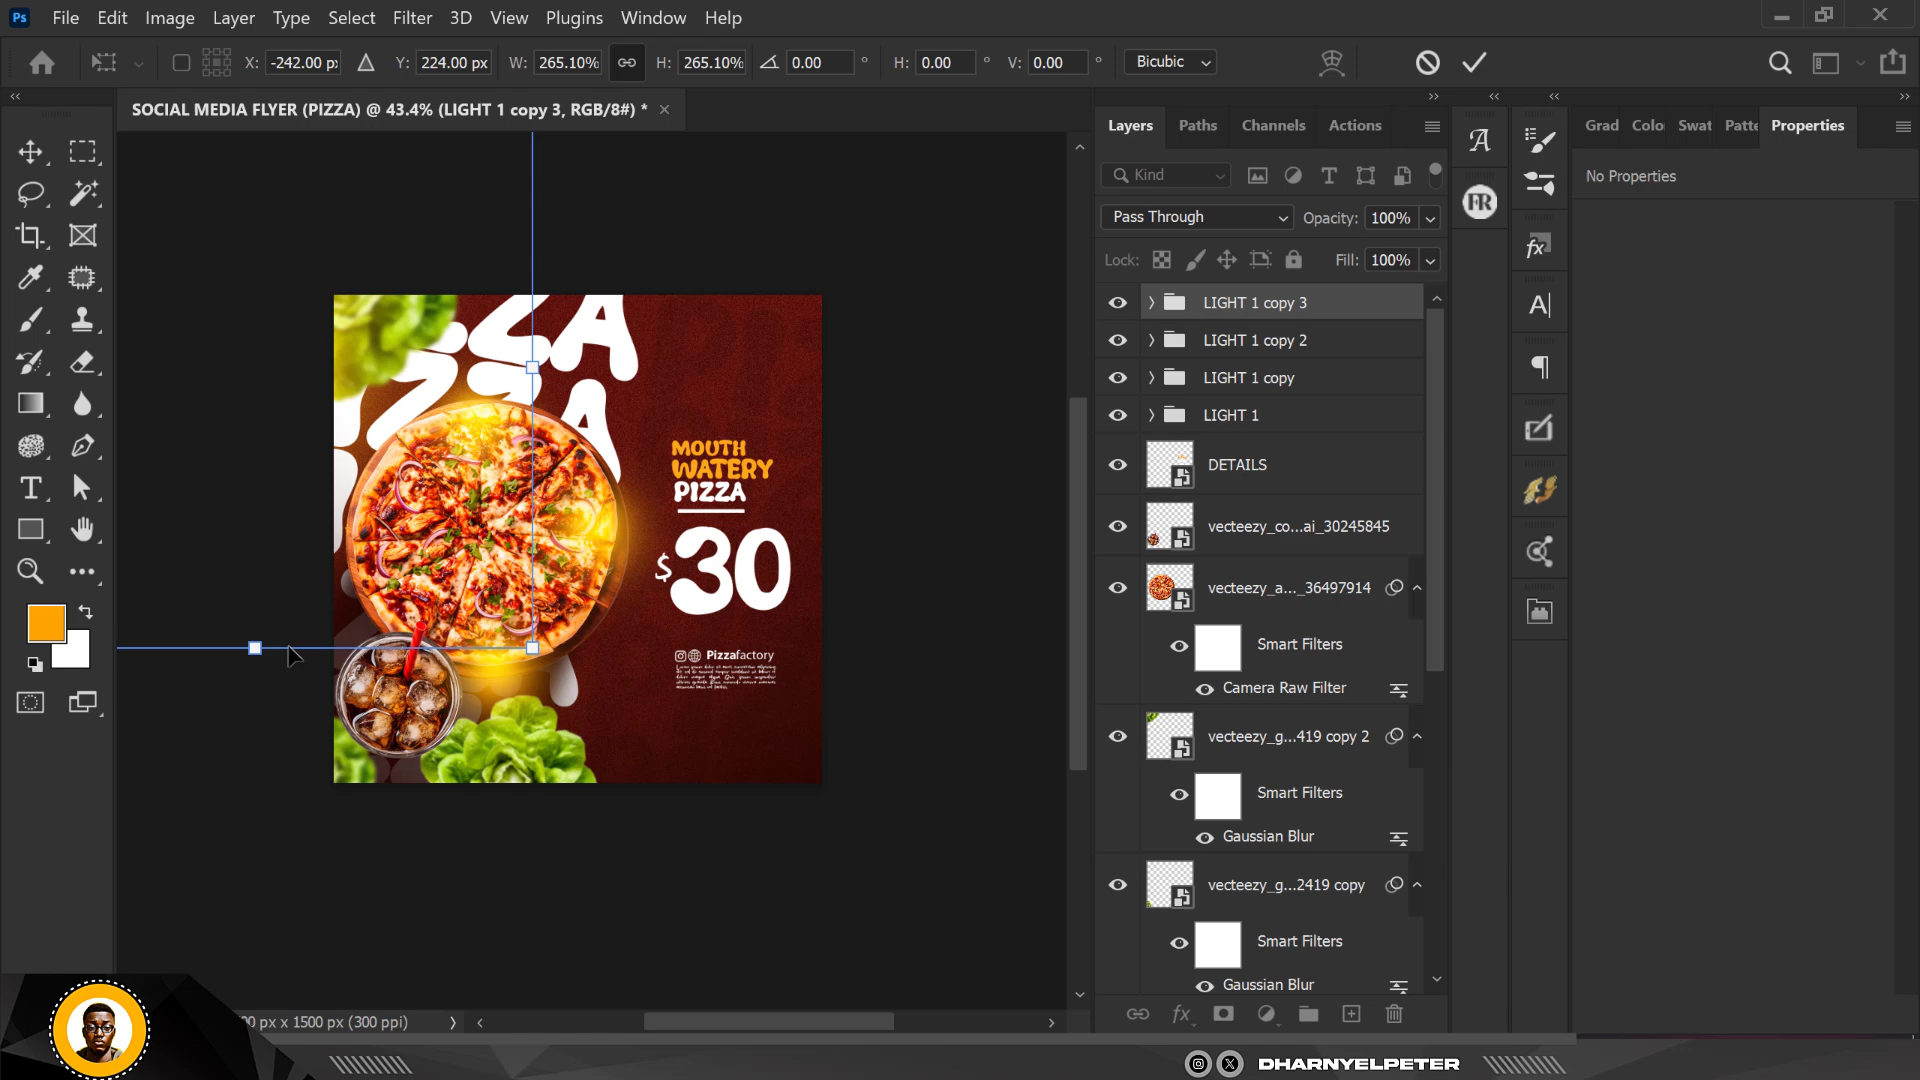 Ps File Edit Image Layer Type Select Filter 3D View Plugins Window Help
X: -242.00 p Y: 224.00 px W: 265.10% H: 265.10% 0.00 ° H: 0.00 ° V: 0.00 ° Bicubic
SOCIAL MEDIA FLYER (PIZZA) @ 43.4% (LIGHT 1 copy 3, RGB/8#) * ×
Layers Paths Channels Actions
Grad Colo Swat Patte Properties
Kind
No Properties
Pass Through Opacity: 100%
Lock: Fill: 100%
LIGHT 1 copy 3
LIGHT 1 copy 2
LIGHT 1 copy
LIGHT 1
DETAILS
vecteezy_co...ai_30245845
vecteezy_a..._36497914
Smart Filters
Camera Raw Filter
vecteezy_g...419 copy 2
Smart Filters
Gaussian Blur
vecteezy_g...2419 copy
Smart Filters
Gaussian Blur
FR
ZZA
ZZA
MOUTH
WATERY
PIZZA
$30
Pizzafactory
0 px x 1500 px (300 ppi)
DHARNYELPETER